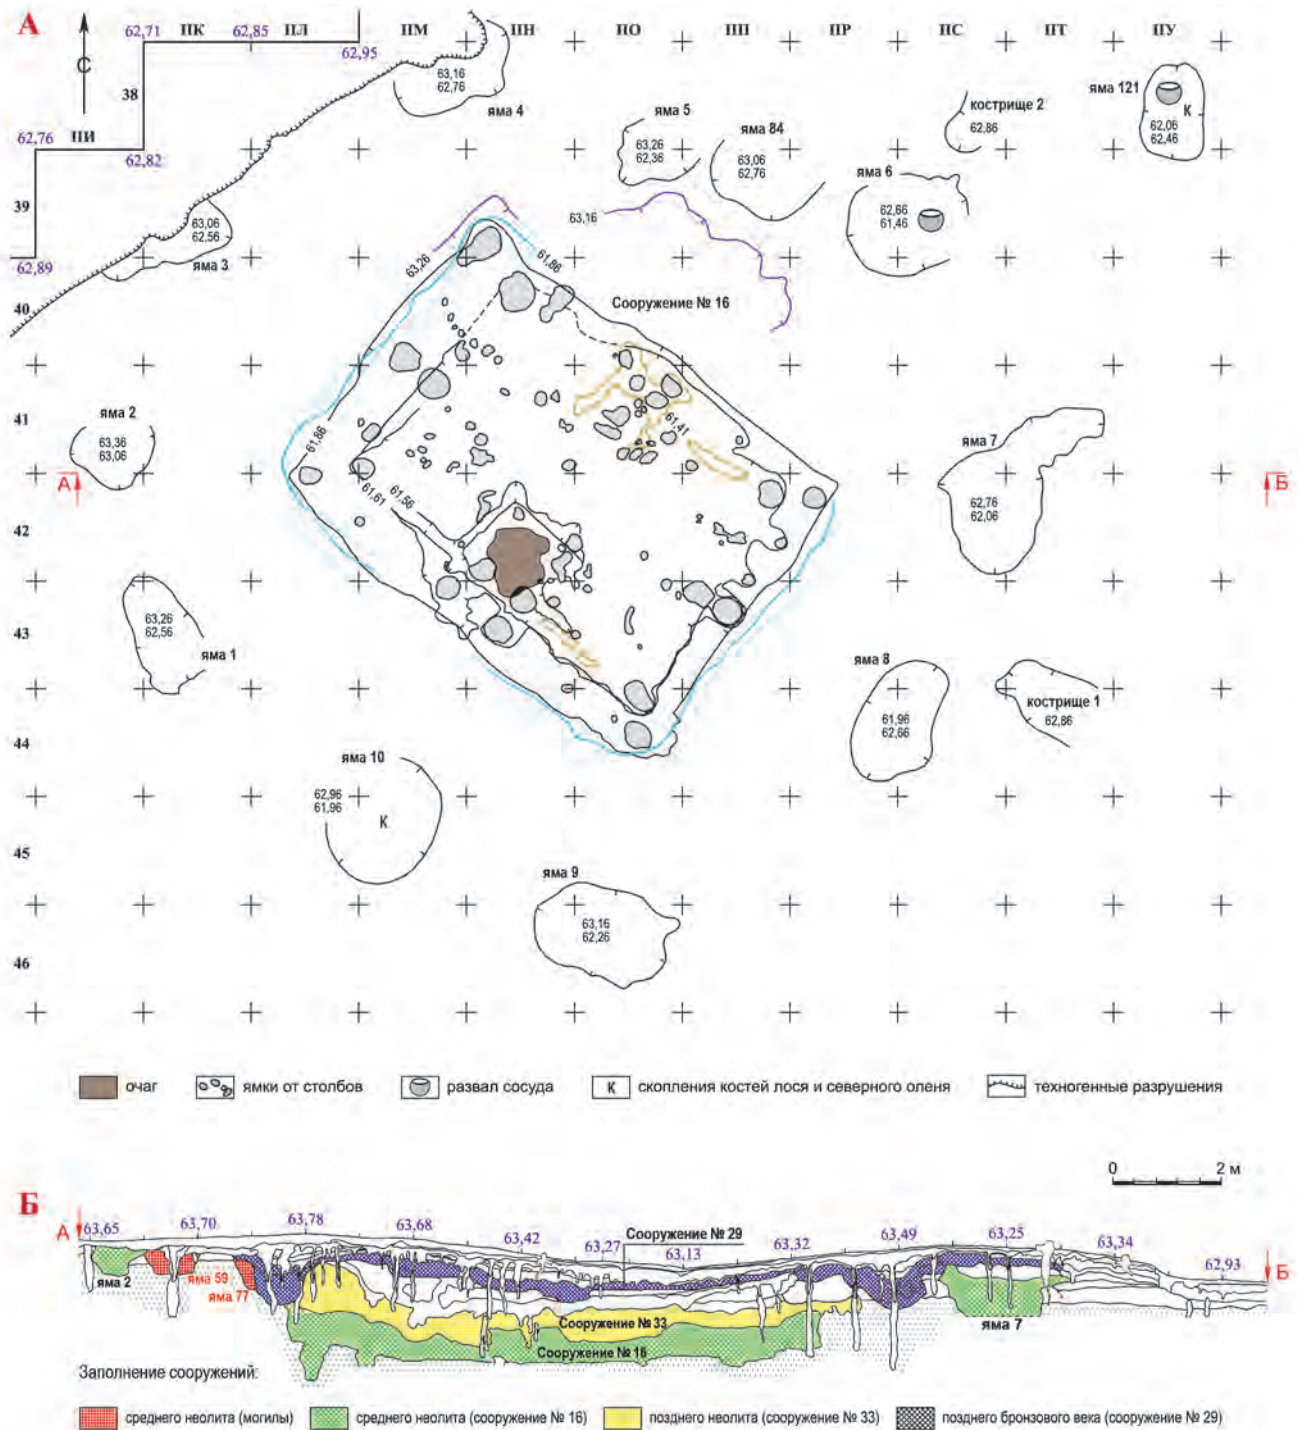 А
С
62,71 ПК 62,85 ПЛ ПМ ПН ПО ПП ПР ПС ПТ ПУ
62,95
38
63,16
62,76
яма 4
яма 5
63,26
62,36
яма 84
63,06
62,76
кострище 2
62,86
яма 121
К
62,06
62,46
62,76 ПИ
62,82
39
63,06
62,56
яма 3
62,89
яма 6
62,66
61,46
63,16
63,26
61,86
40
Сооружение № 16
41
яма 2
63,36
63,06
61,86
61,41
яма 7
62,76
62,06
А
Б
61,61
61,56
42
43
63,26
62,56
яма 1
яма 8
61,96
62,66
кострище 1
62,86
44
яма 10
62,96
61,96
К
45
яма 9
63,16
62,26
46
очаг
ямки от столбов
развал сосуда
К скопления костей лося и северного оленя
техногенные разрушения
0 2 м
Б
А 63,65 63,70 63,78 63,68 63,42 63,27 63,13 63,32 63,49 63,25 63,34 62,93 Б
Сооружение № 29
яма 2
яма 59
яма 77
Сооружение № 33
Сооружение № 16
яма 7
Заполнение сооружений:
среднего неолита (могилы)
среднего неолита (сооружение № 16)
позднего неолита (сооружение № 33)
позднего бронзового века (сооружение № 29)